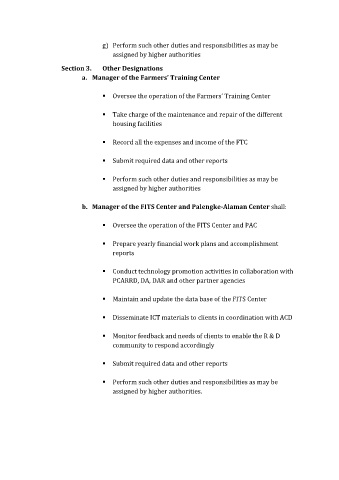 g) Perform such other duties and responsibilities as may be
assigned by higher authorities
Section 3. Other Designations
a. Manager of the Farmers' Training Center
▪ Oversee the operation of the Farmers' Training Center
▪ Take charge of the maintenance and repair of the different
housing facilities
▪ Record all the expenses and income of the FTC
▪ Submit required data and other reports
▪ Perform such other duties and responsibilities as may be
assigned by higher authorities
b. Manager of the FITS Center and Palengke-Alaman Center shall:
▪ Oversee the operation of the FITS Center and PAC
▪ Prepare yearly financial work plans and accomplishment
reports
▪ Conduct technology promotion activities in collaboration with
PCARRD, DA, DAR and other partner agencies
▪ Maintain and update the data base of the FITS Center
▪ Disseminate ICT materials to clients in coordination with ACD
▪ Monitor feedback and needs of clients to enable the R & D
community to respond accordingly
▪ Submit required data and other reports
▪ Perform such other duties and responsibilities as may be
assigned by higher authorities.